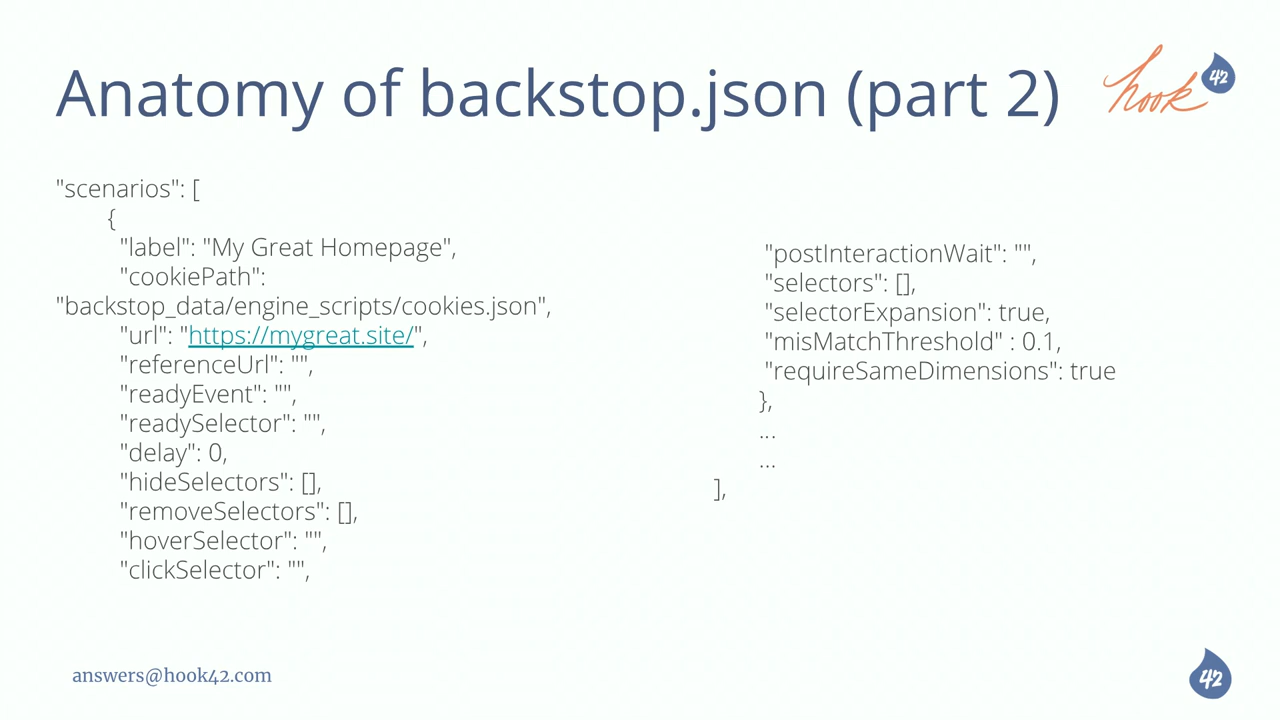 Anatomy of backstop.json (part 2)
hook 42
"scenarios": [
{
"label": "My Great Homepage",
"cookiePath":
"backstop_data/engine_scripts/cookies.json",
"url": "https://mygreat.site/",
"referenceUrl": "",
"readyEvent": "",
"readySelector": "",
"delay": 0,
"hideSelectors": [],
"removeSelectors": [],
"hoverSelector": "",
"clickSelector": "",
"postInteractionWait": "",
"selectors": [],
"selectorExpansion": true,
"misMatchThreshold" : 0.1,
"requireSameDimensions": true
},
...
...
],
answers@hook42.com
42